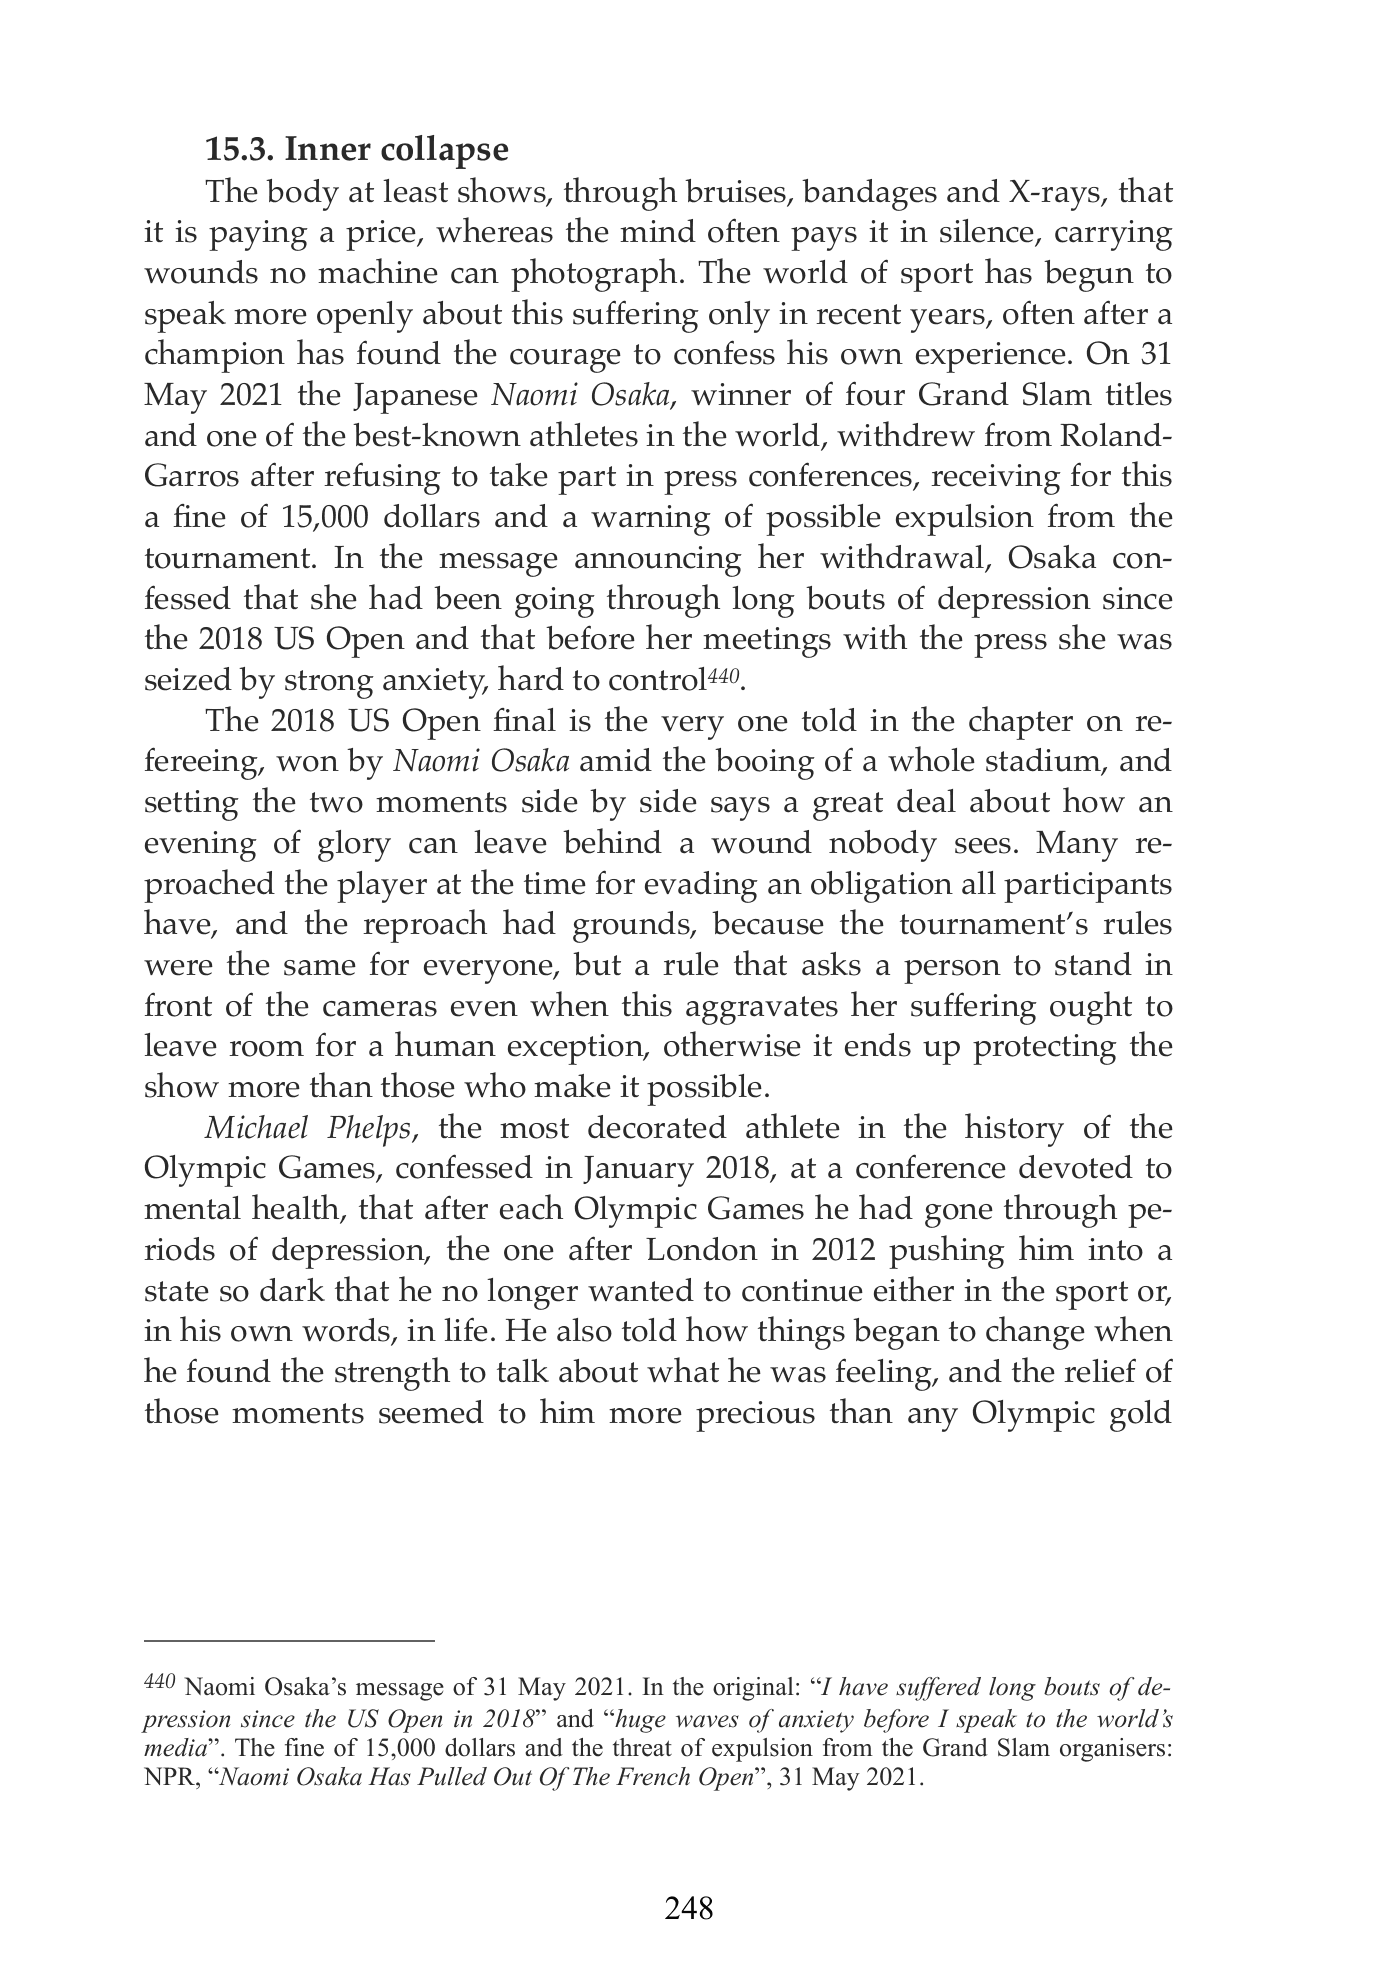 15.3. Inner collapse
The body at least shows, through bruises, bandages and X-rays, that
it is paying a price, whereas the mind often pays it in silence, carrying
wounds no machine can photograph. The world of sport has begun to
speak more openly about this suffering only in recent years, often after a
champion has found the courage to confess his own experience. On 31
May 2021 the Japanese Naomi Osaka, winner of four Grand Slam titles
and one of the best-known athletes in the world, withdrew from Roland-
Garros after refusing to take part in press conferences, receiving for this
a fine of 15,000 dollars and a warning of possible expulsion from the
tournament. In the message announcing her withdrawal, Osaka con-
fessed that she had been going through long bouts of depression since
the 2018 US Open and that before her meetings with the press she was
seized by strong anxiety, hard to control440.
The 2018 US Open final is the very one told in the chapter on re-
fereeing, won by Naomi Osaka amid the booing of a whole stadium, and
setting the two moments side by side says a great deal about how an
evening of glory can leave behind a wound nobody sees. Many re-
proached the player at the time for evading an obligation all participants
have, and the reproach had grounds, because the tournament’s rules
were the same for everyone, but a rule that asks a person to stand in
front of the cameras even when this aggravates her suffering ought to
leave room for a human exception, otherwise it ends up protecting the
show more than those who make it possible.
Michael Phelps, the most decorated athlete in the history of the
Olympic Games, confessed in January 2018, at a conference devoted to
mental health, that after each Olympic Games he had gone through pe-
riods of depression, the one after London in 2012 pushing him into a
state so dark that he no longer wanted to continue either in the sport or,
in his own words, in life. He also told how things began to change when
he found the strength to talk about what he was feeling, and the relief of
those moments seemed to him more precious than any Olympic gold
440 Naomi Osaka’s message of 31 May 2021. In the original: “I have suffered long bouts of de-
pression since the US Open in 2018” and “huge waves of anxiety before I speak to the world’s
media”. The fine of 15,000 dollars and the threat of expulsion from the Grand Slam organisers:
NPR, “Naomi Osaka Has Pulled Out Of The French Open”, 31 May 2021.
248